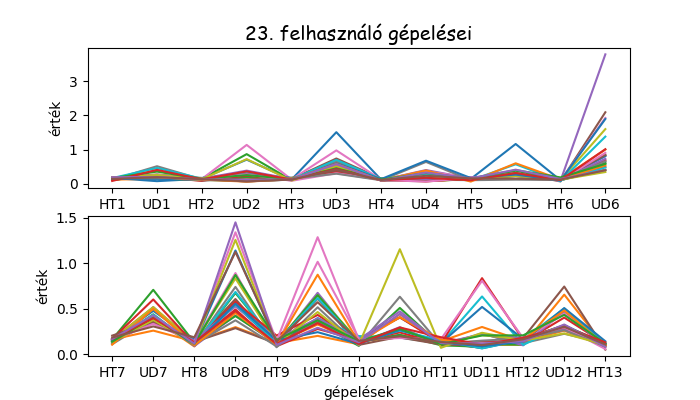 23. felhasználó gépelései
érték
3
2
1
0
HT1 UD1 HT2 UD2 HT3 UD3 HT4 UD4 HT5 UD5 HT6 UD6
érték
1.5
1.0
0.5
0.0
HT7 UD7 HT8 UD8 HT9 UD9 HT10 UD10 HT11 UD11 HT12 UD12 HT13
gépelések